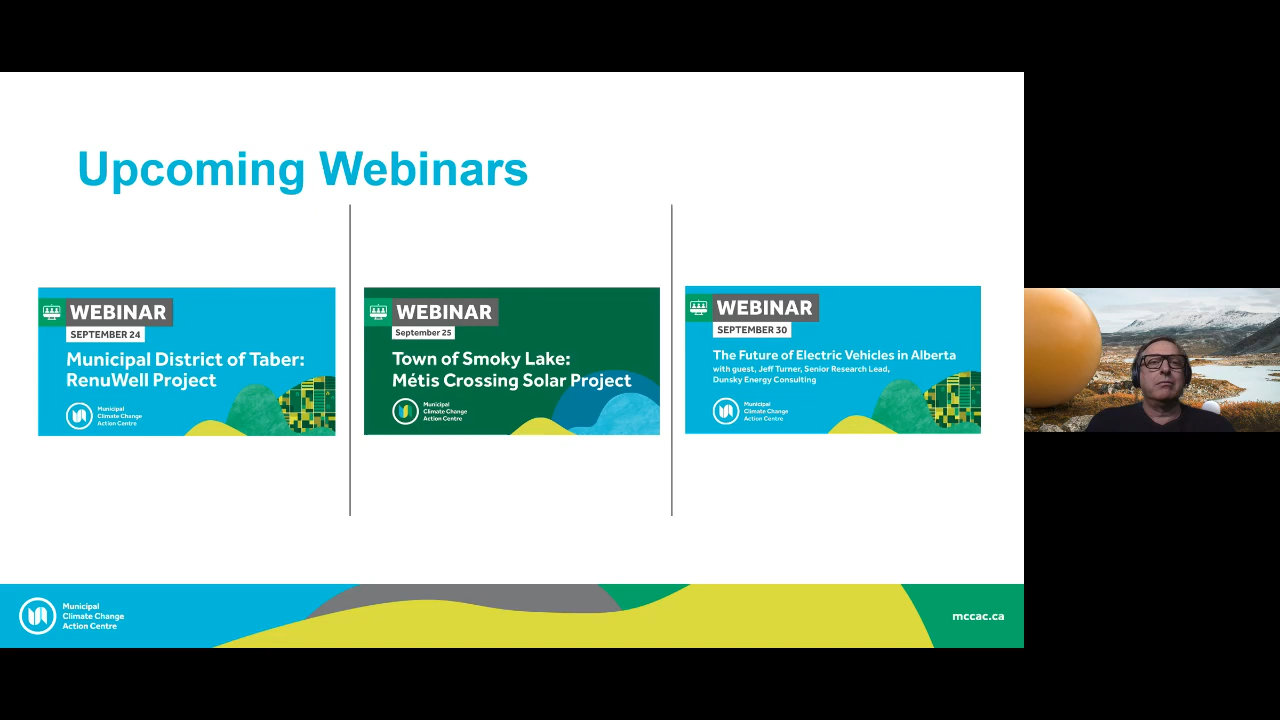 Upcoming Webinars
WEBINAR
SEPTEMBER 24
Municipal District of Taber:
RenuWell Project
Municipal
Climate Change
Action Centre
WEBINAR
September 25
Town of Smoky Lake:
Métis Crossing Solar Project
Municipal
Climate Change
Action Centre
WEBINAR
SEPTEMBER 30
The Future of Electric Vehicles in Alberta
with guest, Jeff Turner, Senior Research Lead,
Dunsky Energy Consulting
Municipal
Climate Change
Action Centre
Municipal
Climate Change
Action Centre
mccac.ca